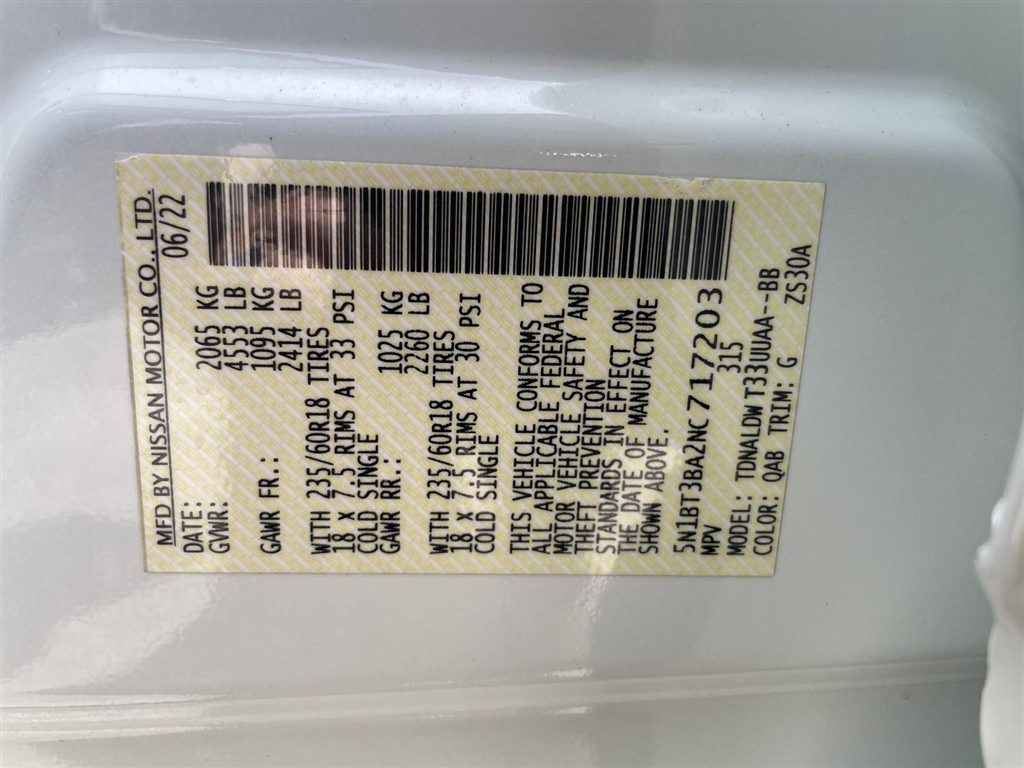 MFD BY NISSAN MOTOR CO., LTD.
DATE: 06/22
GVWR: 2065 KG
4553 LB
GAWR FR.: 1095 KG
2414 LB
WITH 235/60R18 TIRES
18 x 7.5 RIMS AT 33 PSI
COLD SINGLE
GAWR RR.: 1025 KG
2260 LB
WITH 235/60R18 TIRES
18 x 7.5 RIMS AT 30 PSI
COLD SINGLE
THIS VEHICLE CONFORMS TO
ALL APPLICABLE FEDERAL
MOTOR VEHICLE SAFETY AND
THEFT PREVENTION
STANDARDS IN EFFECT ON
THE DATE OF MANUFACTURE
SHOWN ABOVE.
5N1BT3BA2NC717203
MPV 315
MODEL: TDNALDW T33UUAA--BB
COLOR: QAB TRIM: G ZS30A